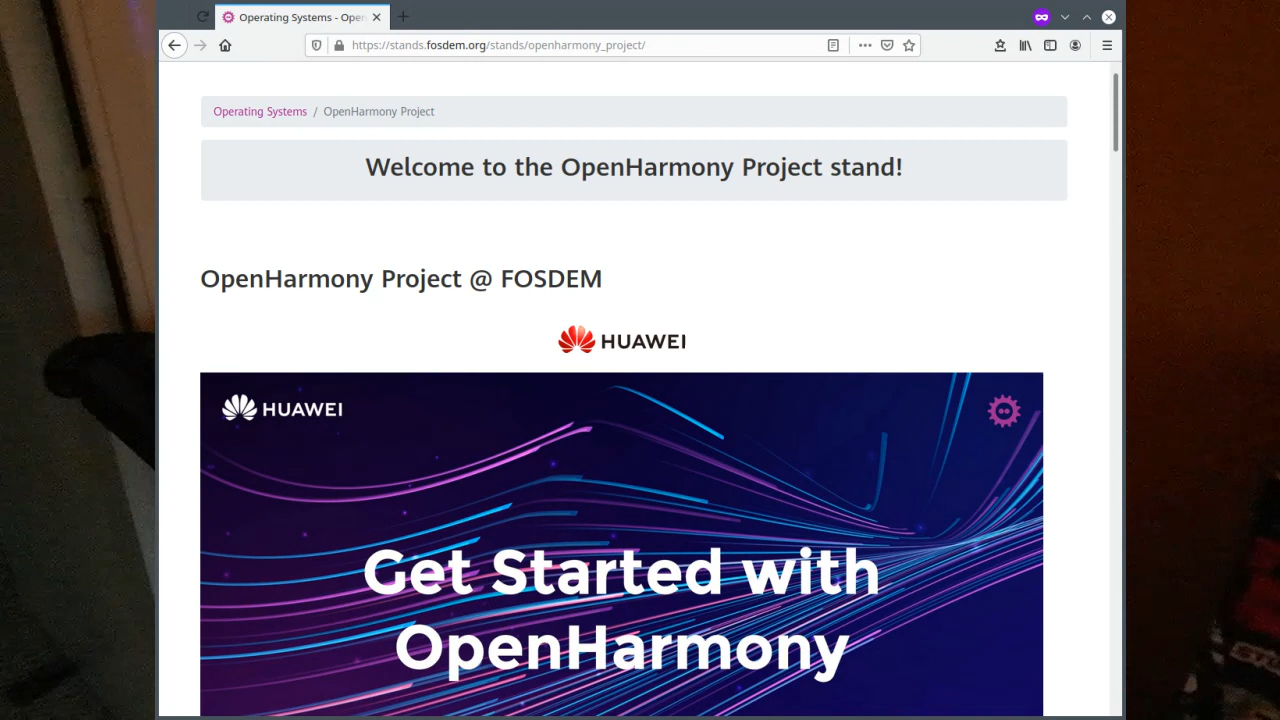 Operating Systems - Open
https://stands.fosdem.org/stands/openharmony_project/
Operating Systems / OpenHarmony Project
Welcome to the OpenHarmony Project stand!
OpenHarmony Project @ FOSDEM
HUAWEI
HUAWEI
Get Started with
OpenHarmony